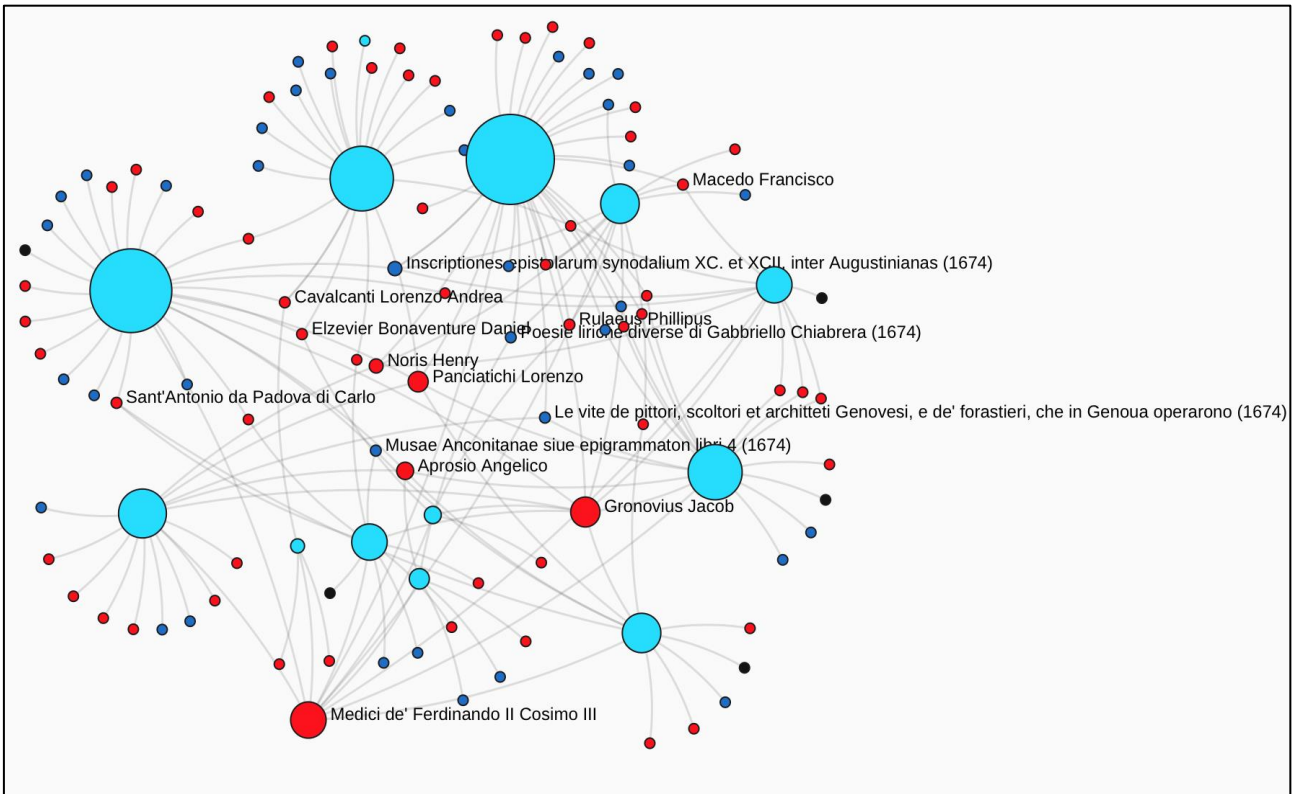 Macedo Francisco
Inscriptiones epistolarum synodalium XC. et XCII. inter Augustinianas (1674)
Cavalcanti Lorenzo Andrea
Rulaeus Phillipus
Elzevier Bonaventure Daniel
Poesie liriche diverse di Gabbriello Chiabrera (1674)
Noris Henry
Panciatichi Lorenzo
Sant'Antonio da Padova di Carlo
Le vite de pittori, scoltori et architteti Genovesi, e de' forastieri, che in Genoua operarono (1674)
Musae Anconitanae siue epigrammaton libri 4 (1674)
Aprosio Angelico
Gronovius Jacob
Medici de' Ferdinando II Cosimo III